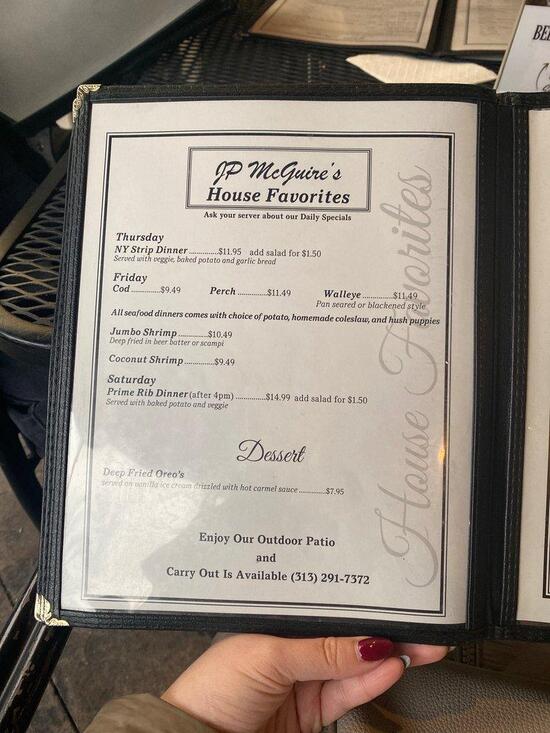 BE
JP McGuire's
House Favorites
Ask your server about our Daily Specials
Thursday
NY Strip Dinner..............$11.95 add salad for $1.50
Served with veggie, baked potato and garlic bread
Friday
Cod.............$9.49 Perch.............$11.49 Walleye.............$11.49
Pan seared or blackened style
All seafood dinners comes with choice of potato, homemade coleslaw, and hush puppies
Jumbo Shrimp.............$10.49
Deep fried in beer batter or scampi
Coconut Shrimp.............$9.49
Saturday
Prime Rib Dinner(after 4pm).............$14.99 add salad for $1.50
Served with baked potato and veggie
Dessert
Deep Fried Oreo's
served on vanilla ice cream drizzled with hot carmel sauce.............$7.95
Enjoy Our Outdoor Patio
and
Carry Out Is Available (313) 291-7372
House Favorites